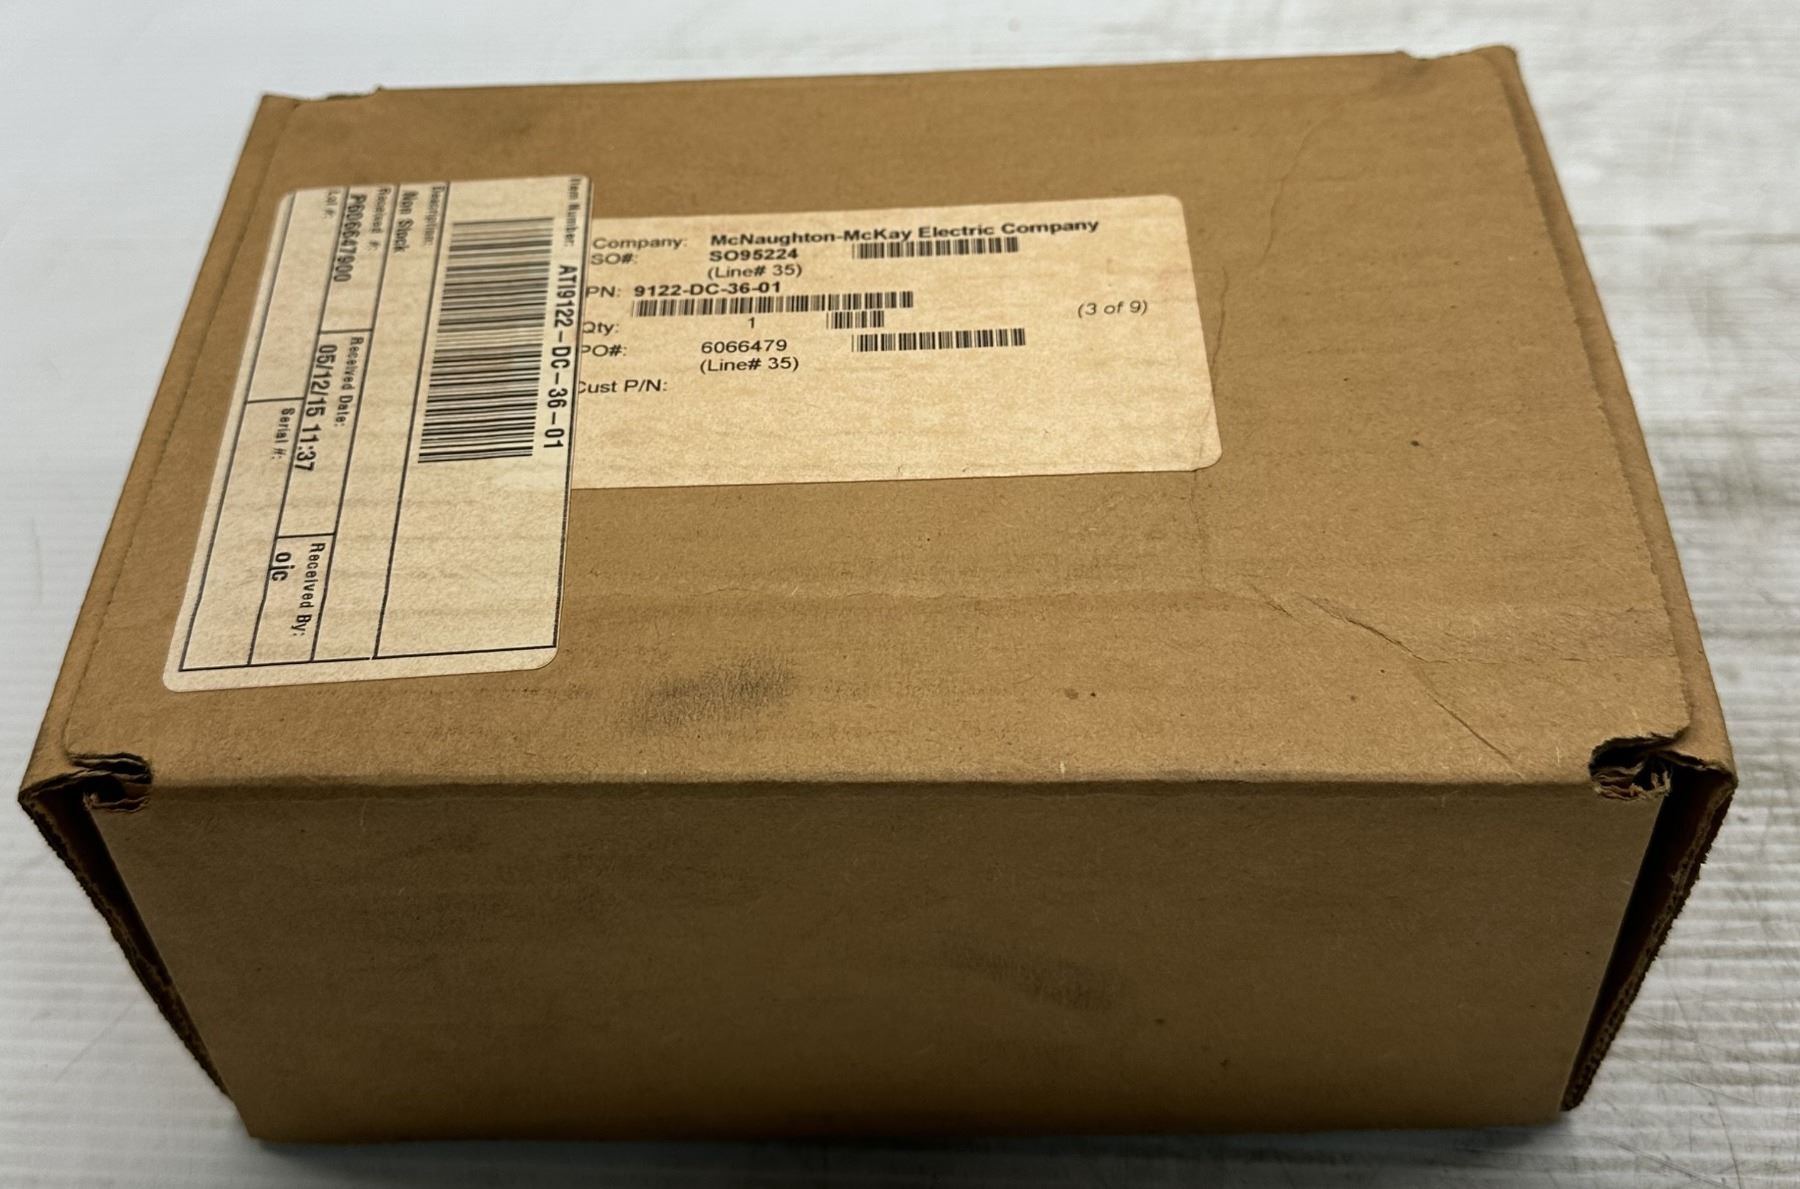 Company: McNaughton-McKay Electric Company
SO#: SO95224
(Line# 35)
PN: 9122-DC-36-01
Qty: 1
(3 of 9)
PO#: 6066479
(Line# 35)
Cust P/N:
Item Number: ATI9122-DC-36-01
Description:
Non Stock
Received #: Received Date: Received By:
P606647900 05/12/15 11:37 ojc
Lot #: Serial #: